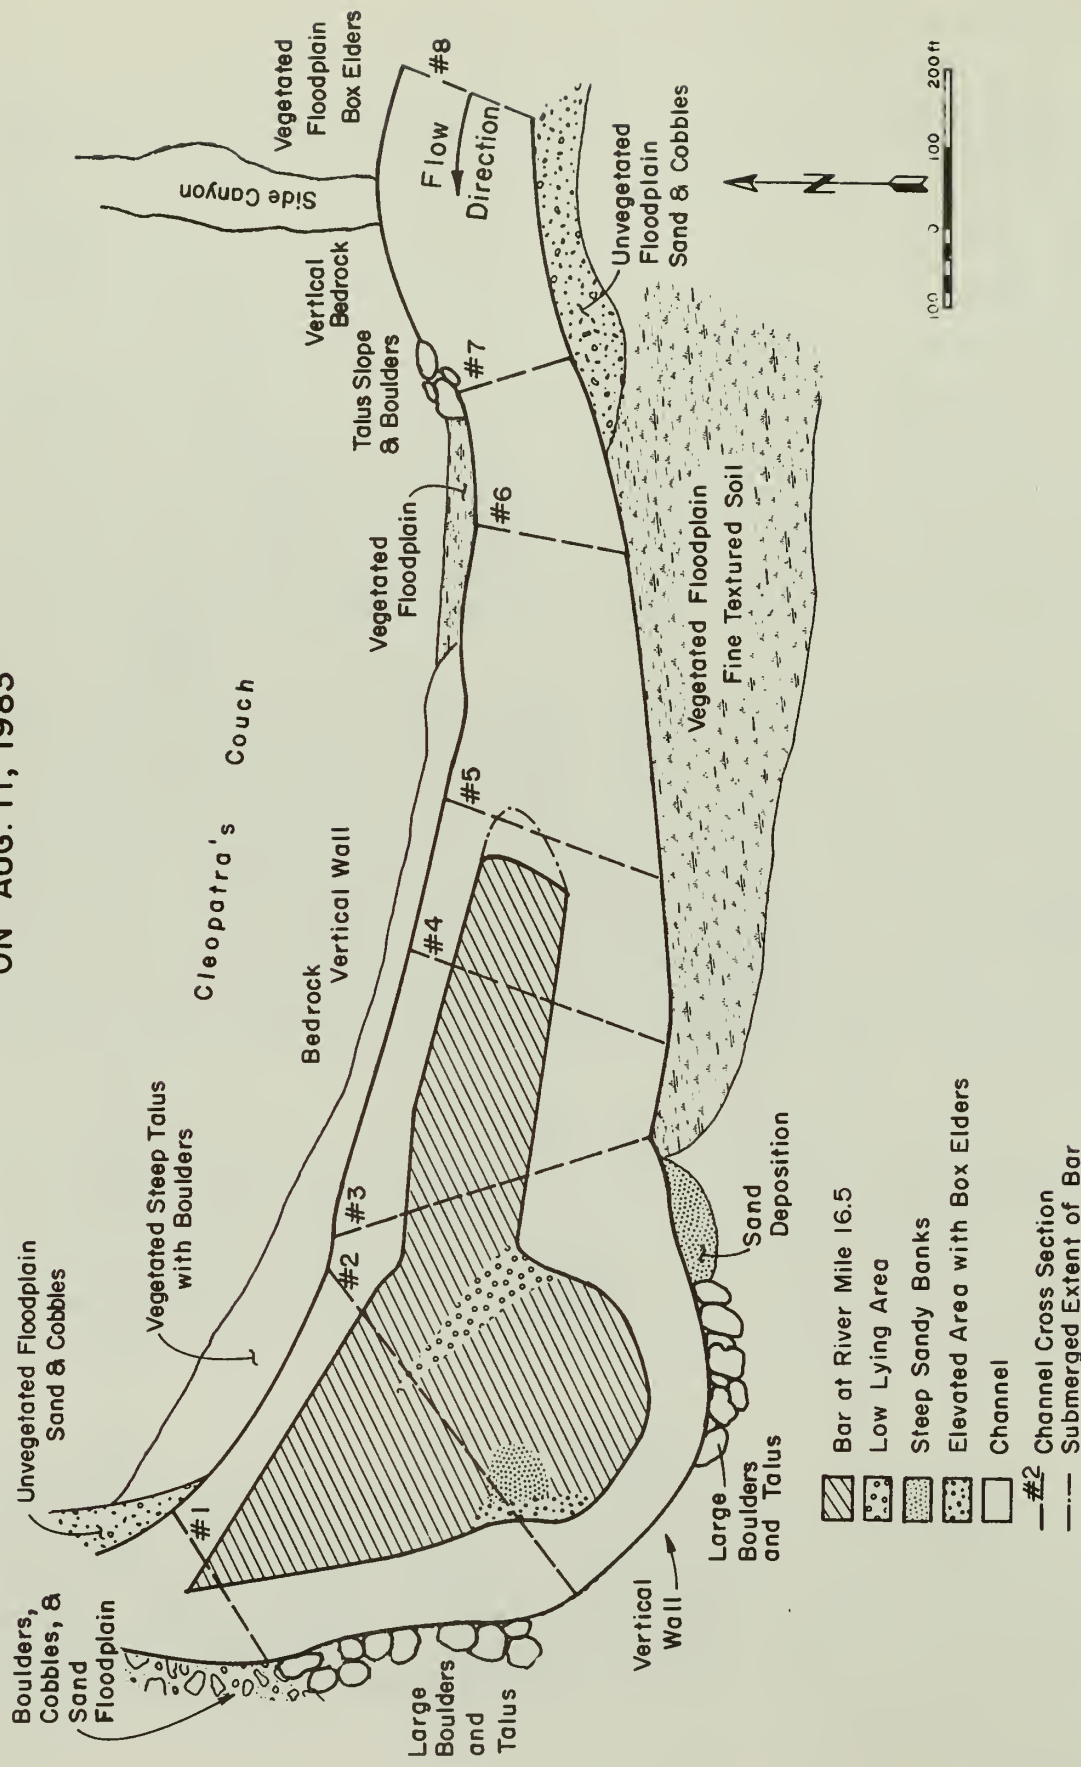 ON AUG. 11, 1983
Boulders,
Cobbles, &
Sand
Floodplain
Unvegetated Floodplain
Sand & Cobbles
Vegetated Steep Talus
with Boulders
Cleopatra's Couch
Bedrock
Vertical Wall
Vegetated
Floodplain
Talus Slope
& Boulders
Vertical
Bedrock
Side Canyon
Vegetated
Floodplain
Box Elders
#1
#2
#3
#4
#5
#6
#7
#8
Flow
Direction
Unvegetated
Floodplain
Sand & Cobbles
Vegetated Floodplain
Fine Textured Soil
Sand
Deposition
Large
Boulders
and Talus
Vertical
Wall
Large
Boulders
and
Talus
N
100 0 100 200ft
Bar at River Mile 16.5
Low Lying Area
Steep Sandy Banks
Elevated Area with Box Elders
Channel
#2 Channel Cross Section
Submerged Extent of Bar